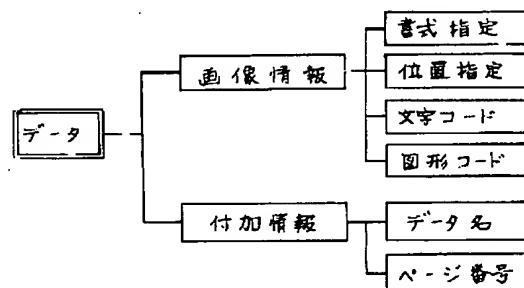 データ
画像情報
書式指定
位置指定
文字コード
図形コード
付加情報
データ名
ページ番号